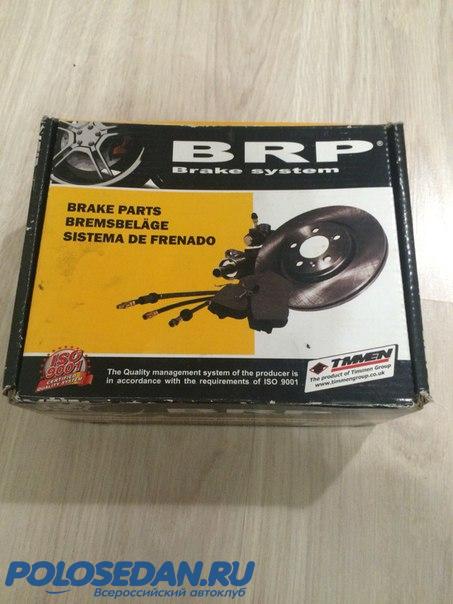 BRP®
Brake system
BRAKE PARTS
BREMSBELÄGE
SISTEMA DE FRENADO
ISO
9001
CERTIFIED
The Quality management system of the producer is
in accordance with the requirements of ISO 9001
TMMEN
The product of Timmen Group
www.timmengroup.co.uk
POLOSEDAN.RU
Всероссийский автоклуб